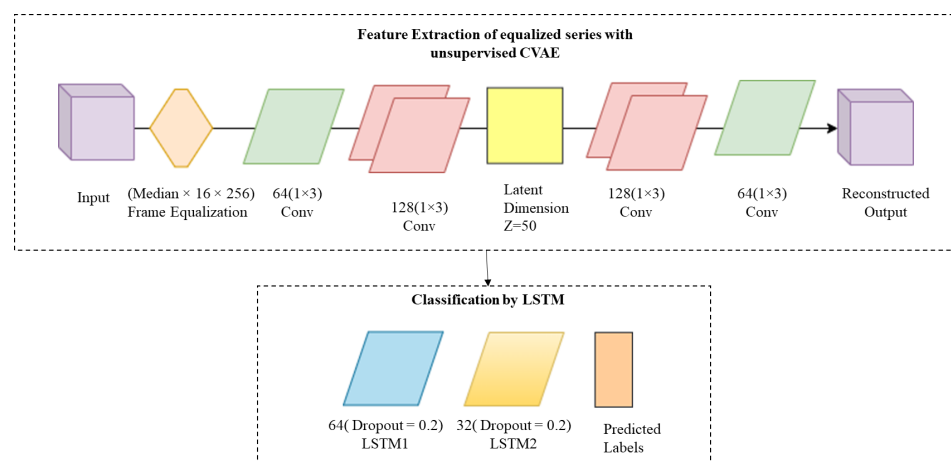 Feature Extraction of equalized series with
unsupervised CVAE
Input
(Median × 16 × 256)
Frame Equalization
64(1×3)
Conv
128(1×3)
Conv
Latent
Dimension
Z=50
128(1×3)
Conv
64(1×3)
Conv
Reconstructed
Output
Classification by LSTM
64( Dropout = 0.2)
LSTM1
32( Dropout = 0.2)
LSTM2
Predicted
Labels